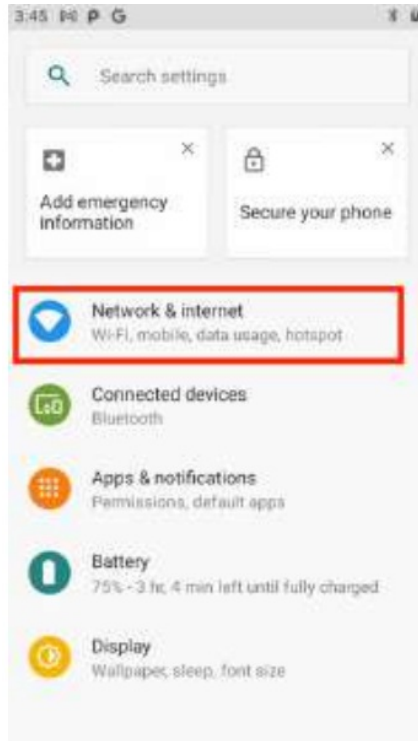 3:45 P G
Search settings
Add emergency
information
Secure your phone
Network & internet
Wi-Fi, mobile, data usage, hotspot
Connected devices
Bluetooth
Apps & notifications
Permissions, default apps
Battery
75% - 3 hr, 4 min left until fully charged
Display
Wallpaper, sleep, font size